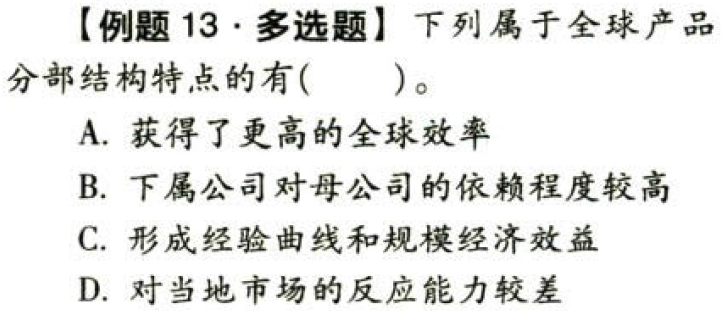 【例题 13·多选题】下列属于全球产品
分部结构特点的有(  )。
A. 获得了更高的全球效率
B. 下属公司对母公司的依赖程度较高
C. 形成经验曲线和规模经济效益
D. 对当地市场的反应能力较差